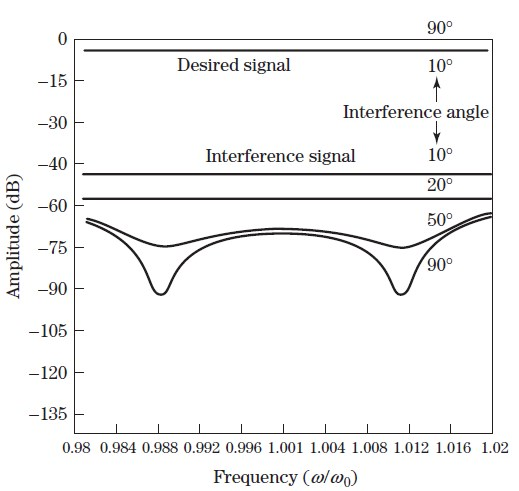 90°
0
Desired signal
10°
−15
Interference angle
−30
Interference signal
10°
−40
20°
−60
50°
−75
90°
−90
−105
−120
−135
Amplitude (dB)
0.98 0.984 0.988 0.992 0.996 1.001 1.004 1.008 1.012 1.016 1.02
Frequency (ω/ω₀)